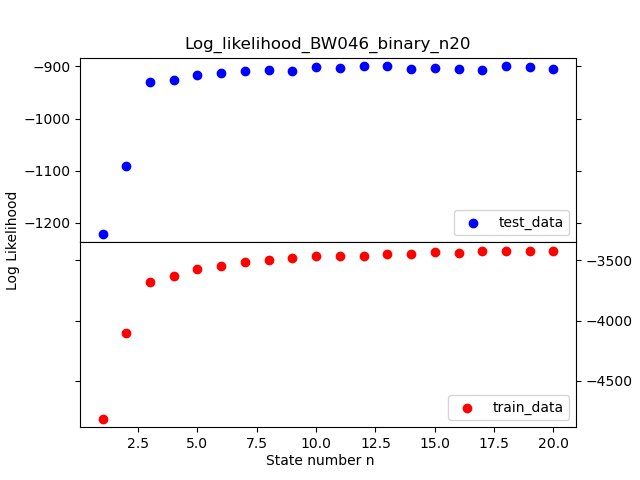 Log_likelihood_BW046_binary_n20
−900
−1000
−1100
−1200
test_data
Log Likelihood
−3500
−4000
−4500
train_data
2.5 5.0 7.5 10.0 12.5 15.0 17.5 20.0
State number n